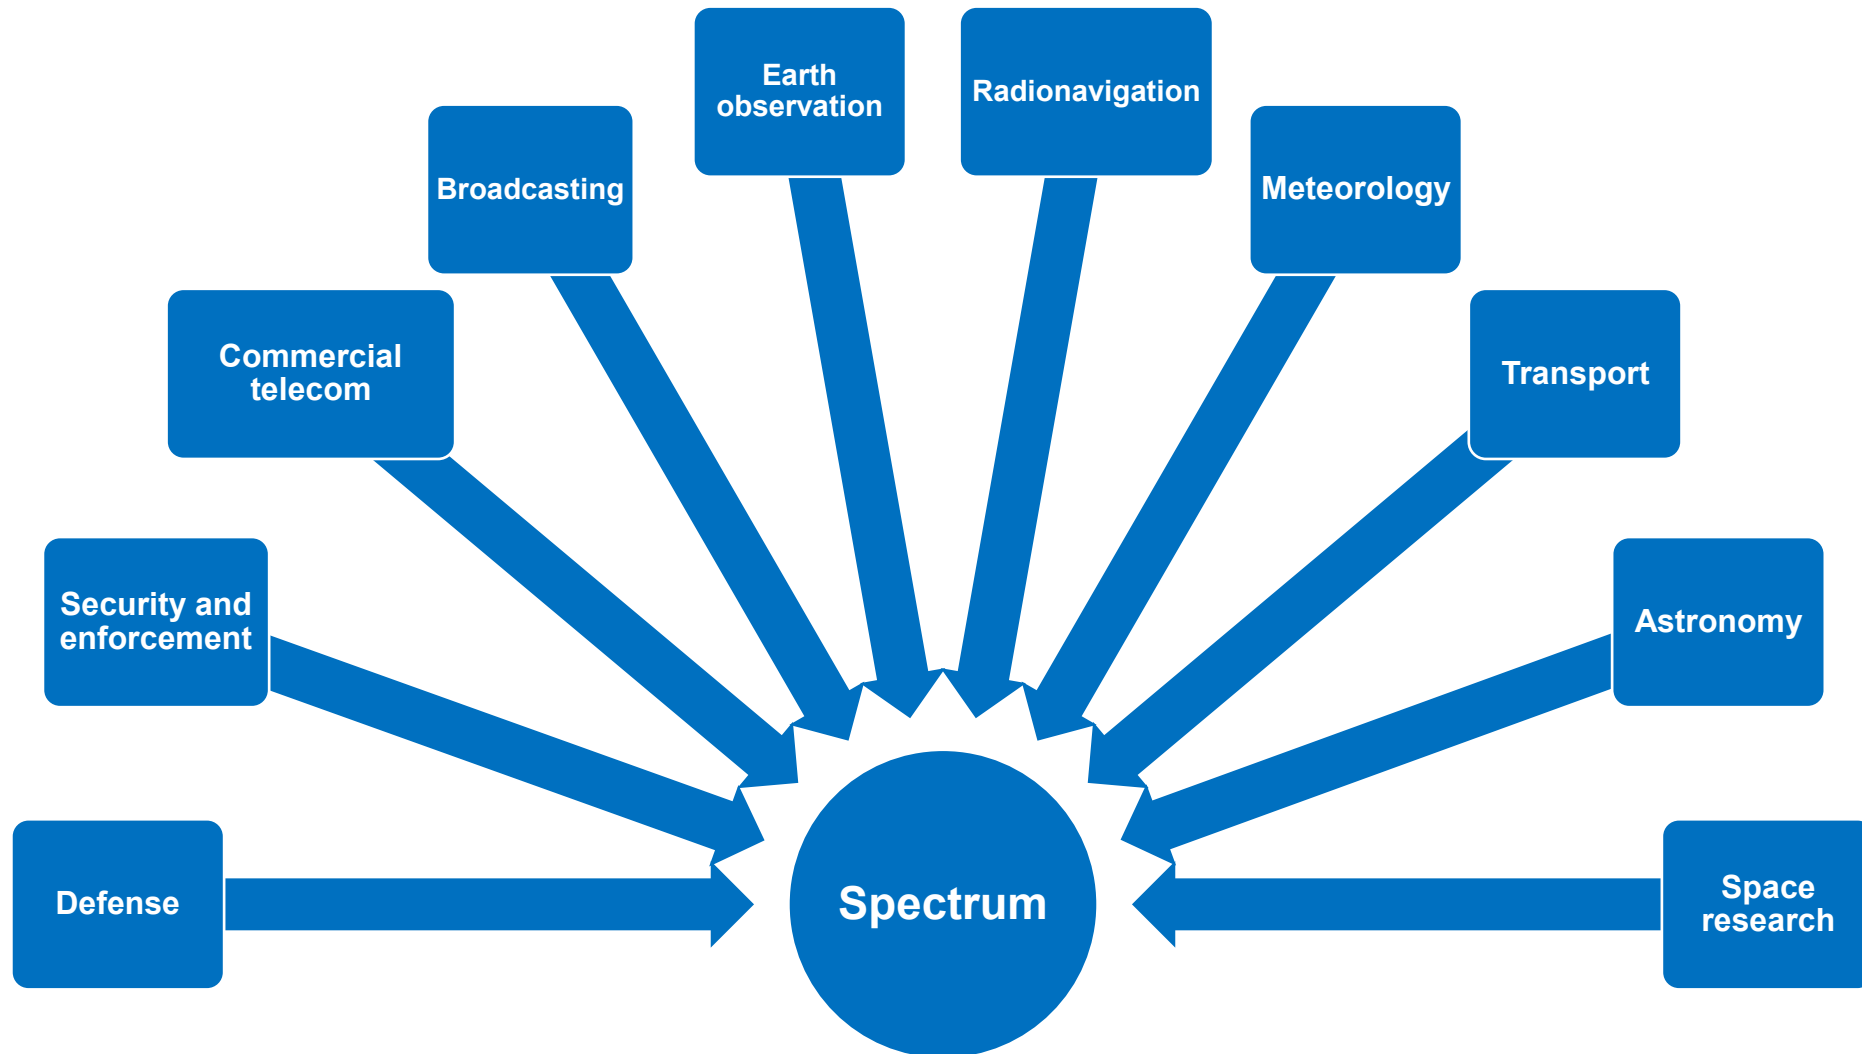 Earth
observation
Radionavigation
Broadcasting
Meteorology
Commercial
telecom
Transport
Security and
enforcement
Astronomy
Defense
Spectrum
Space
research